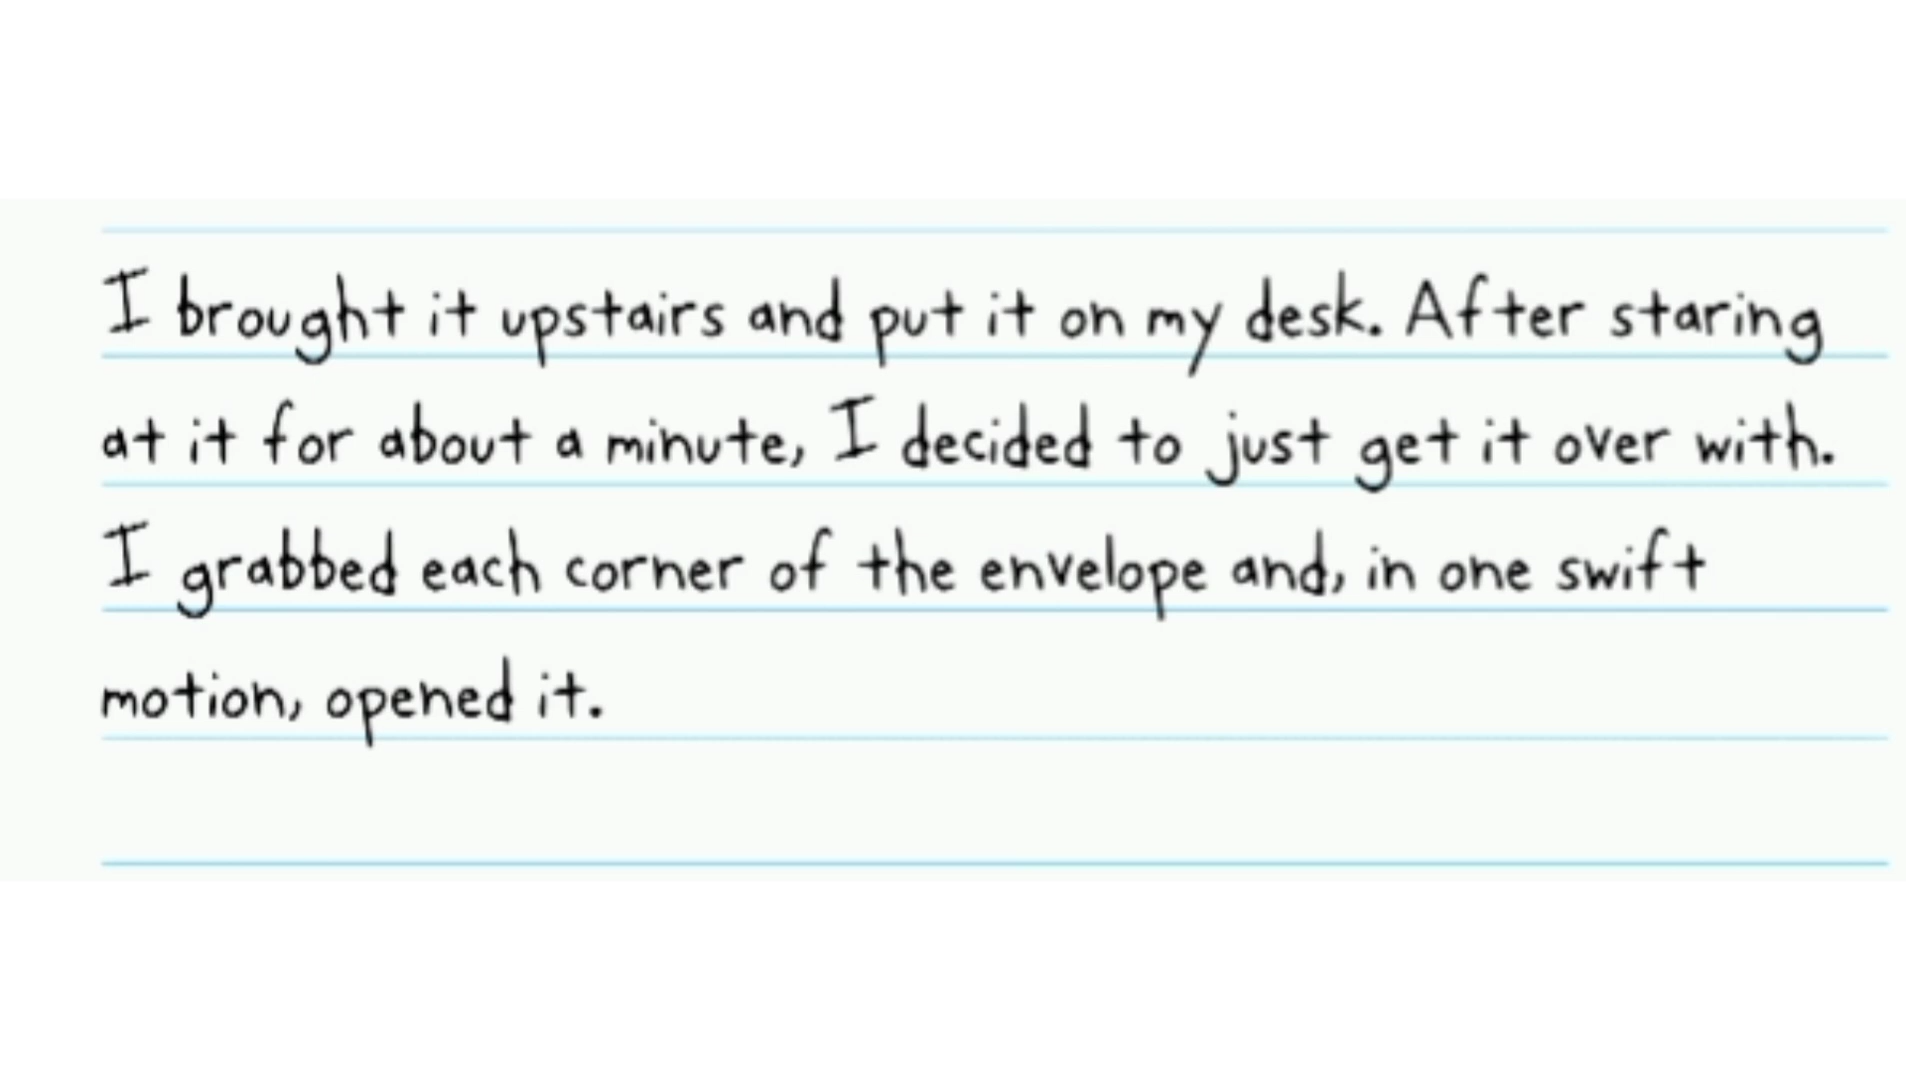 I brought it upstairs and put it on my desk. After staring
at it for about a minute, I decided to just get it over with.
I grabbed each corner of the envelope and, in one swift
motion, opened it.